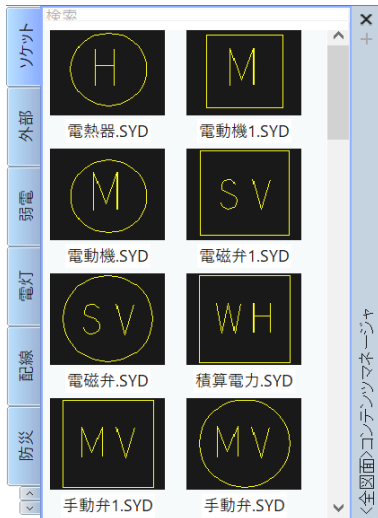 検索
ソケット
外部
弱電
電灯
配線
防災
H
M
電熱器.SYD
電動機1.SYD
M
SV
電動機.SYD
電磁弁1.SYD
SV
WH
電磁弁.SYD
積算電力.SYD
MV
MV
手動弁1.SYD
手動弁.SYD
<全図面>コンテンツマネージャ